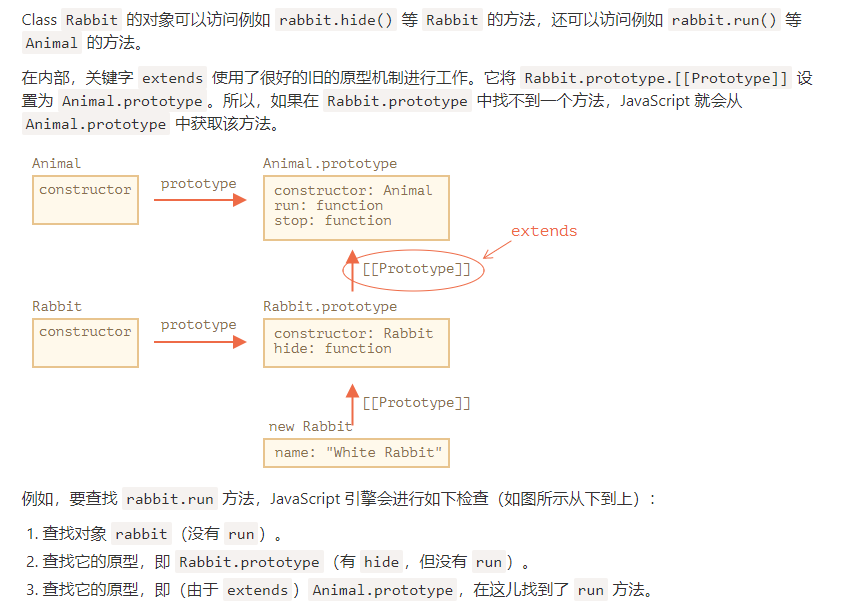 Class Rabbit 的对象可以访问例如 rabbit.hide() 等 Rabbit 的方法，还可以访问例如 rabbit.run() 等
Animal 的方法。
在内部，关键字 extends 使用了很好的旧的原型机制进行工作。它将 Rabbit.prototype.[[Prototype]] 设
置为 Animal.prototype。所以，如果在 Rabbit.prototype 中找不到一个方法，JavaScript 就会从
Animal.prototype 中获取该方法。
Animal
constructor
prototype
Animal.prototype
constructor: Animal
run: function
stop: function
extends
[[Prototype]]
Rabbit
constructor
prototype
Rabbit.prototype
constructor: Rabbit
hide: function
[[Prototype]]
new Rabbit
name: "White Rabbit"
例如，要查找 rabbit.run 方法，JavaScript 引擎会进行如下检查（如图所示从下到上）：
1. 查找对象 rabbit（没有 run）。
2. 查找它的原型，即 Rabbit.prototype（有 hide，但没有 run）。
3. 查找它的原型，即（由于 extends）Animal.prototype，在这儿找到了 run 方法。